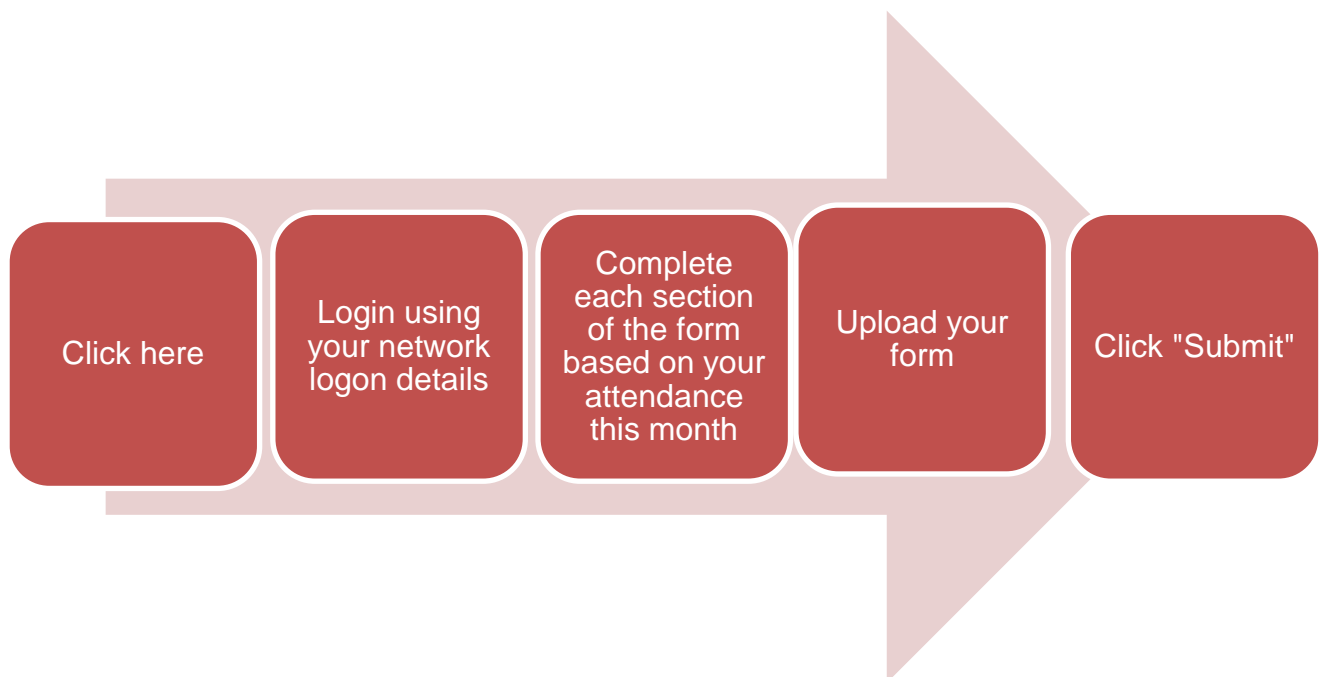 Click here
Login using
your network
logon details
Complete
each section
of the form
based on your
attendance
this month
Upload your
form
Click "Submit"